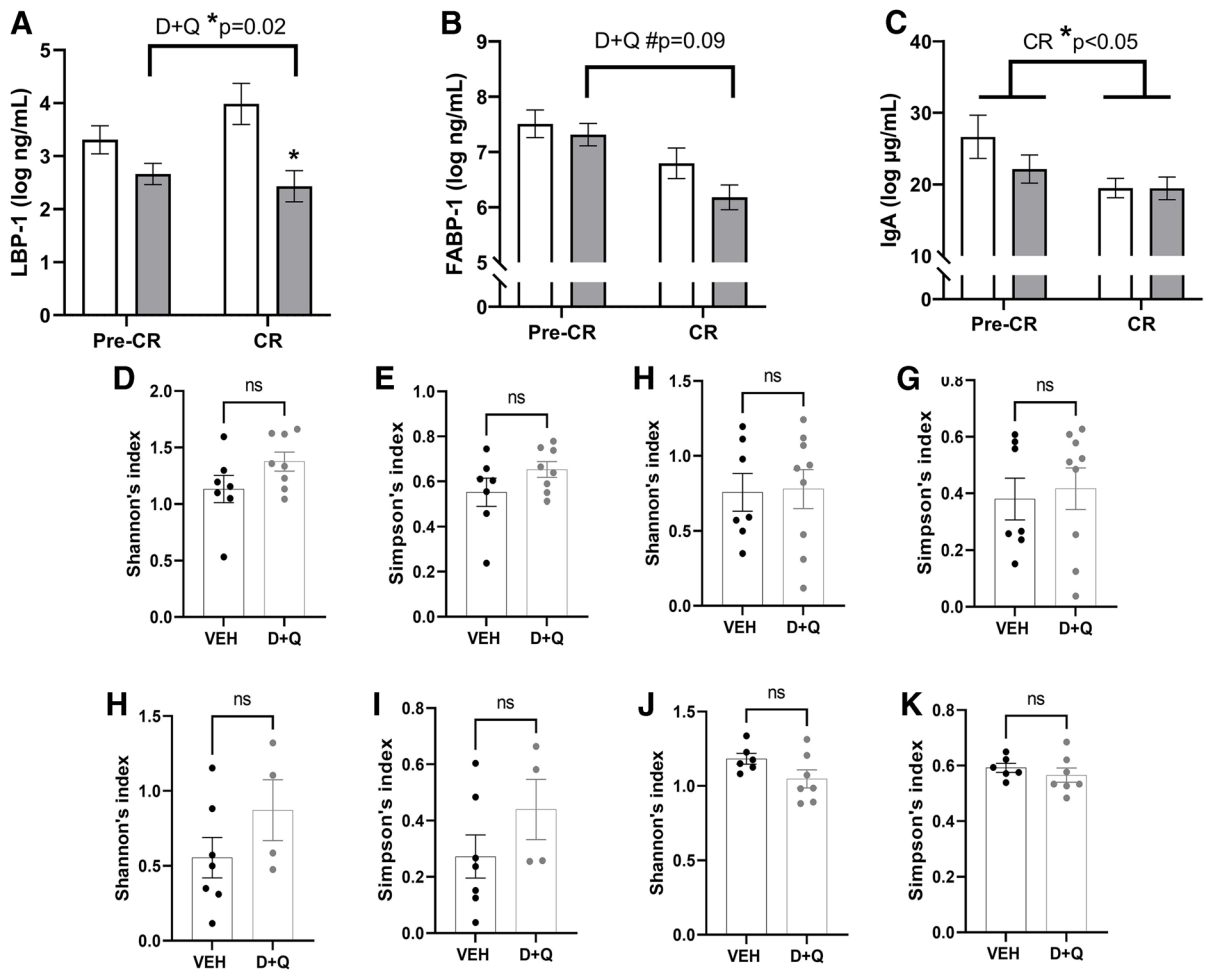 A
D+Q *p=0.02
LBP-1 (log ng/mL)
5
4
3
2
1
0
*
Pre-CR
CR
B
D+Q #p=0.09
FABP-1 (log ng/mL)
9
8
7
6
5
0
Pre-CR
CR
C
CR *p<0.05
IgA (log µg/mL)
40
30
20
10
0
Pre-CR
CR
D
ns
Shannon's index
2.0
1.5
1.0
0.5
0.0
VEH
D+Q
E
ns
Simpson's index
1.0
0.8
0.6
0.4
0.2
0.0
VEH
D+Q
H
ns
Shannon's index
1.5
1.0
0.5
0.0
VEH
D+Q
G
ns
Simpson's index
0.8
0.6
0.4
0.2
0.0
VEH
D+Q
H
ns
Shannon's index
1.5
1.0
0.5
0.0
VEH
D+Q
I
ns
Simpson's index
0.8
0.6
0.4
0.2
0.0
VEH
D+Q
J
ns
Shannon's index
1.5
1.0
0.5
0.0
VEH
D+Q
K
ns
Simpson's index
0.8
0.6
0.4
0.2
0.0
VEH
D+Q